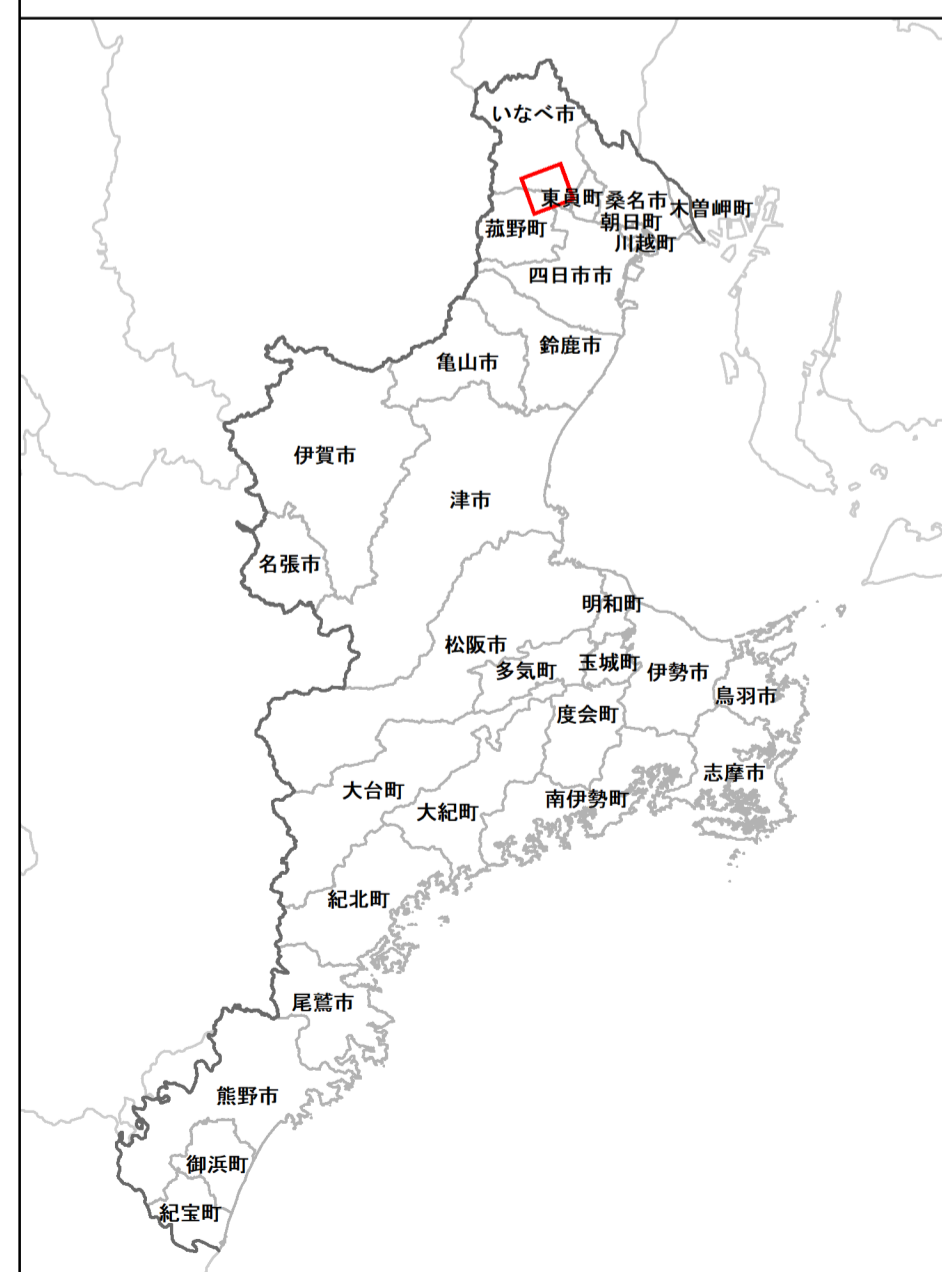 いなべ市
東員町
桑名市
木曽岬町
朝日町
菰野町
川越町
四日市市
鈴鹿市
亀山市
伊賀市
津市
名張市
明和町
松阪市
玉城町
多気町
伊勢市
鳥羽市
度会町
志摩市
大台町
南伊勢町
大紀町
紀北町
尾鷲市
熊野市
御浜町
紀宝町